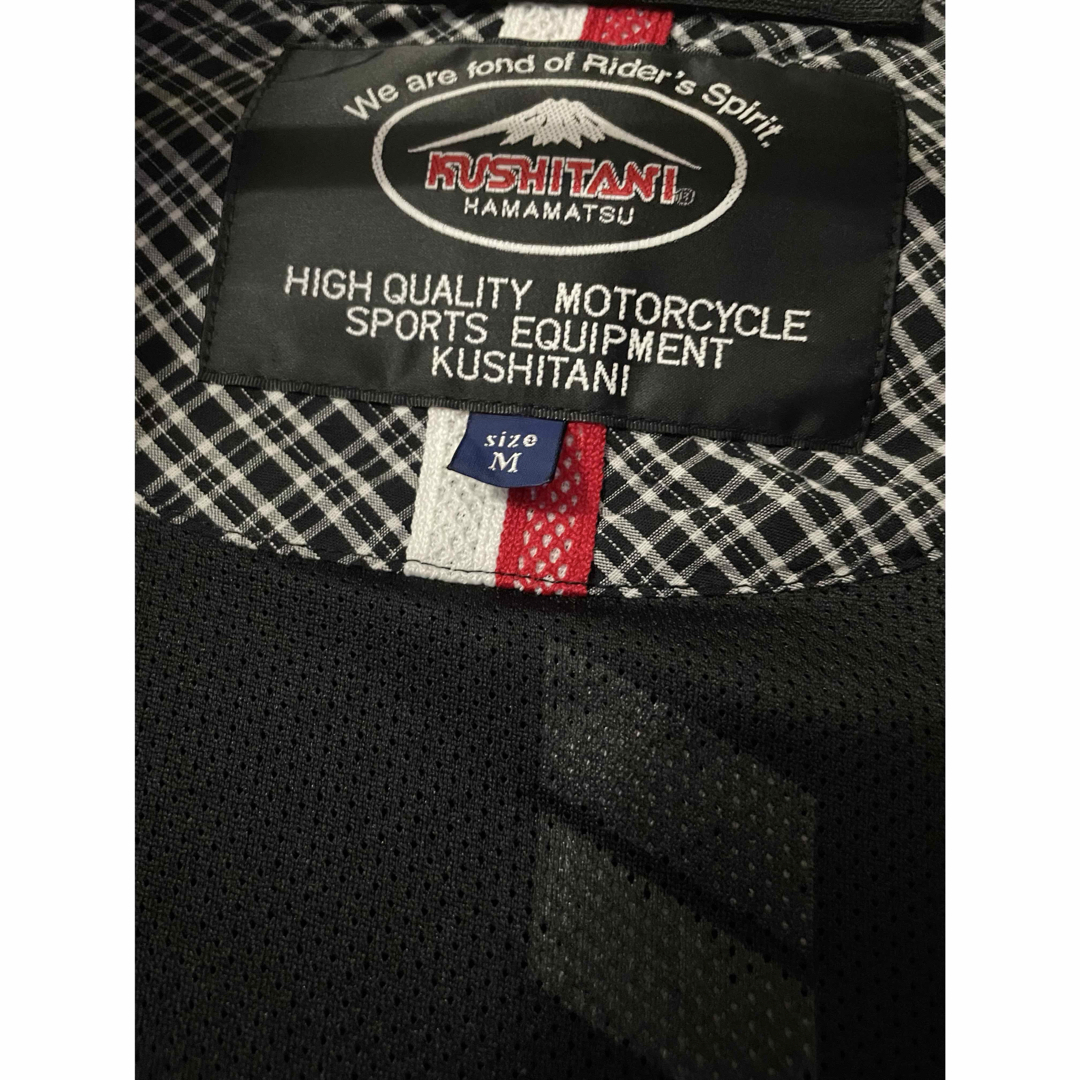 We are fond of Rider's Spirit.
KUSHITANI®
HAMAMATSU
HIGH QUALITY MOTORCYCLE
SPORTS EQUIPMENT
KUSHITANI
size
M